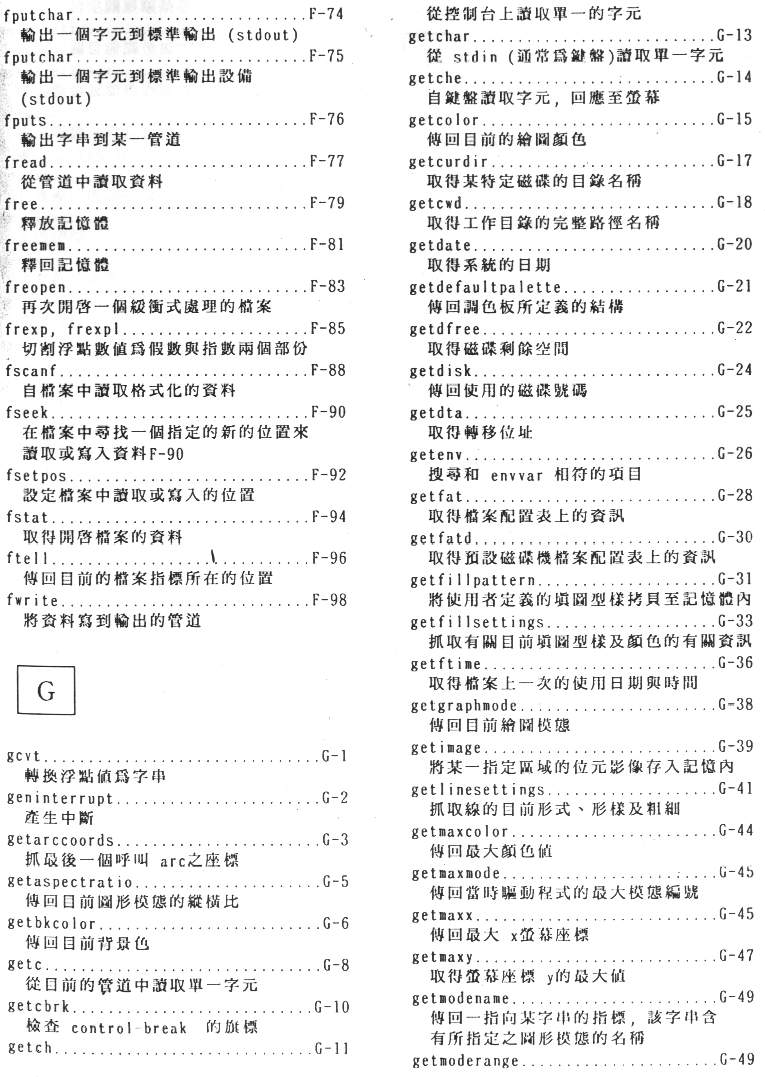 fputchar..........................F-74
輸出一個字元到標準輸出 (stdout)
fputchar..........................F-75
輸出一個字元到標準輸出設備
(stdout)
fputs.............................F-76
輸出字串到某一管道
fread.............................F-77
從管道中讀取資料
free..............................F-79
釋放記憶體
freemem...........................F-81
釋回記憶體
freopen...........................F-83
再次開啓一個緩衝式處理的檔案
frexp, frexpl.....................F-85
切割浮點數值爲假數與指數兩個部份
fscanf............................F-88
自檔案中讀取格式化的資料
fseek.............................F-90
在檔案中尋找一個指定的新的位置來
讀取或寫入資料F-90
fsetpos...........................F-92
設定檔案中讀取或寫入的位置
fstat.............................F-94
取得開啓檔案的資料
ftell.............................F-96
傳回目前的檔案指標所在的位置
fwrite............................F-98
將資料寫到輸出的管道
G
gcvt..............................G-1
轉換浮點値爲字串
geninterrupt......................G-2
產生中斷
getarccoords......................G-3
抓最後一個呼叫 arc之座標
getaspectratio....................G-5
傳回目前圖形模態的縱橫比
getbkcolor........................G-6
傳回目前背景色
getc..............................G-8
從目前的管道中讀取單一字元
getcbrk...........................G-10
檢查 control-break 的旗標
getch.............................G-11
從控制台上讀取單一的字元
getchar...........................G-13
從 stdin (通常爲鍵盤)讀取單一字元
getche............................G-14
自鍵盤讀取字元, 回應至螢幕
getcolor..........................G-15
傳回目前的繪圖顏色
getcurdir.........................G-17
取得某特定磁碟的目錄名稱
getcwd............................G-18
取得工作目錄的完整路徑名稱
getdate...........................G-20
取得系統的日期
getdefaultpalette.................G-21
傳回調色板所定義的結構
getdfree..........................G-22
取得磁碟剩餘空間
getdisk...........................G-24
傳回使用的磁碟號碼
getdta............................G-25
取得轉移位址
getenv............................G-26
搜尋和 envvar 相符的項目
getfat............................G-28
取得檔案配置表上的資訊
getfatd...........................G-30
取得預設磁碟機檔案配置表上的資訊
getfillpattern....................G-31
將使用者定義的塡圖型樣拷貝至記憶體內
getfillsettings...................G-33
抓取有關目前塡圖型樣及顏色的有關資訊
getftime..........................G-36
取得檔案上一次的使用日期與時間
getgraphmode......................G-38
傳回目前繪圖模態
getimage..........................G-39
將某一指定區域的位元影像存入記憶內
getlinesettings...................G-41
抓取線的目前形式、形樣及粗細
getmaxcolor.......................G-44
傳回最大顏色値
getmaxmode........................G-45
傳回當時驅動程式的最大模態編號
getmaxx...........................G-45
傳回最大 x螢幕座標
getmaxy...........................G-47
取得螢幕座標 y的最大値
getmodename.......................G-49
傳回一指向某字串的指標, 該字串含
有所指定之圖形模態的名稱
getmoderange......................G-49